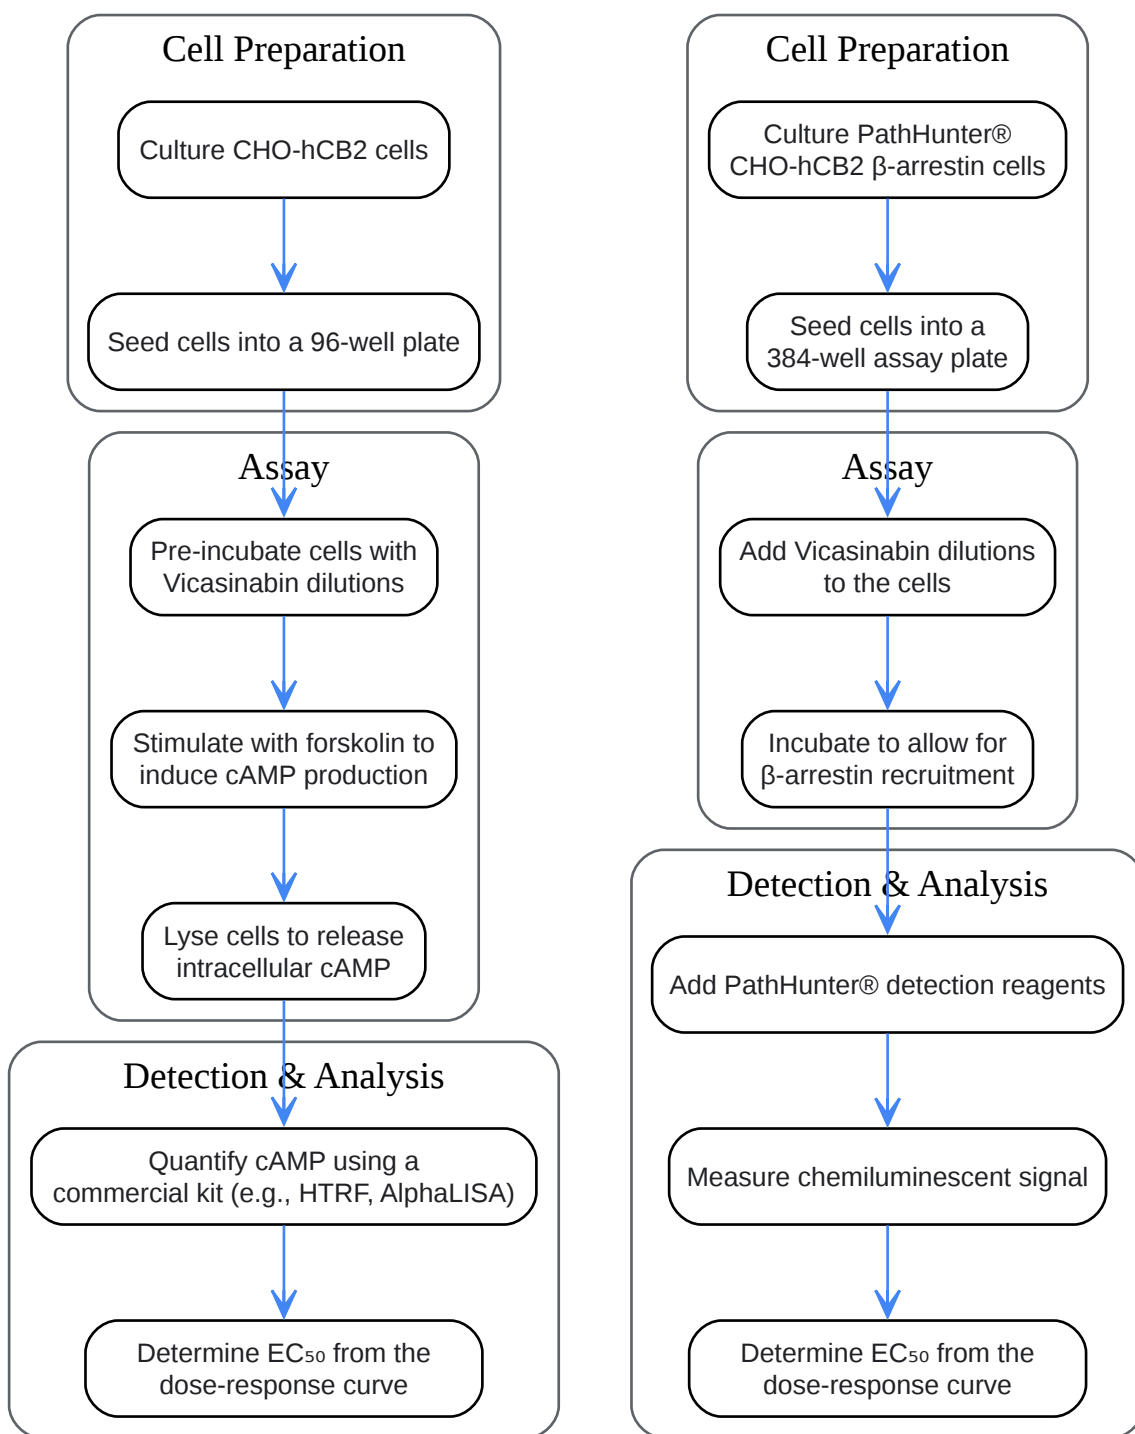 Cell Preparation
Culture CHO-hCB2 cells
Seed cells into a 96-well plate
Assay
Pre-incubate cells with
Vicasinabin dilutions
Stimulate with forskolin to
induce cAMP production
Lyse cells to release
intracellular cAMP
Detection & Analysis
Quantify cAMP using a
commercial kit (e.g., HTRF, AlphaLISA)
Determine EC₅₀ from the
dose-response curve
Cell Preparation
Culture PathHunter®
CHO-hCB2 β-arrestin cells
Seed cells into a
384-well assay plate
Assay
Add Vicasinabin dilutions
to the cells
Incubate to allow for
β-arrestin recruitment
Detection & Analysis
Add PathHunter® detection reagents
Measure chemiluminescent signal
Determine EC₅₀ from the
dose-response curve